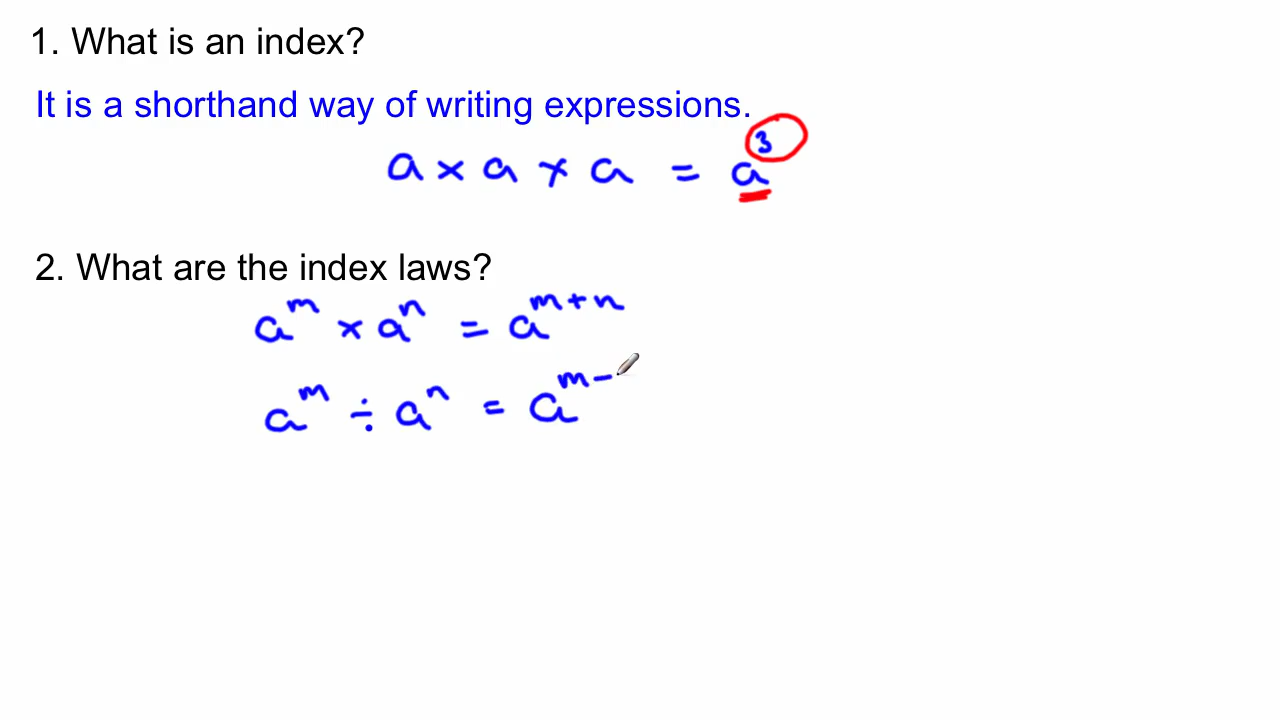 1. What is an index?
It is a shorthand way of writing expressions.
a × a × a = a³
2. What are the index laws?
aᵐ × aⁿ = aᵐ⁺ⁿ
aᵐ ÷ aⁿ = aᵐ⁻